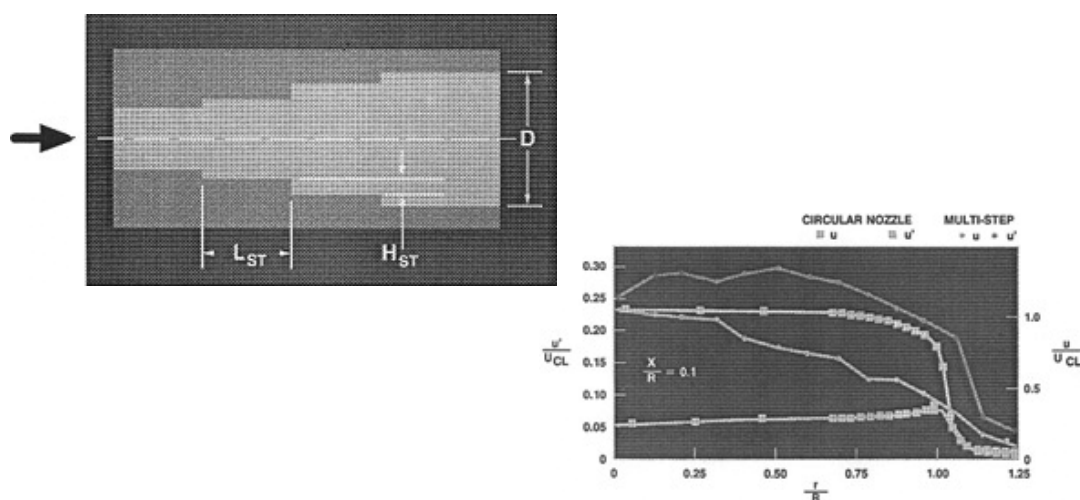 D
L_ST
H_ST
CIRCULAR NOZZLE MULTI-STEP
u u' u u'
0.30
0.25
0.20
0.15
0.10
0.05
0
u'
U_CL
X
R = 0.1
1.0
0.5
0
u
U_CL
0 0.25 0.50 0.75 1.00 1.25
r
R